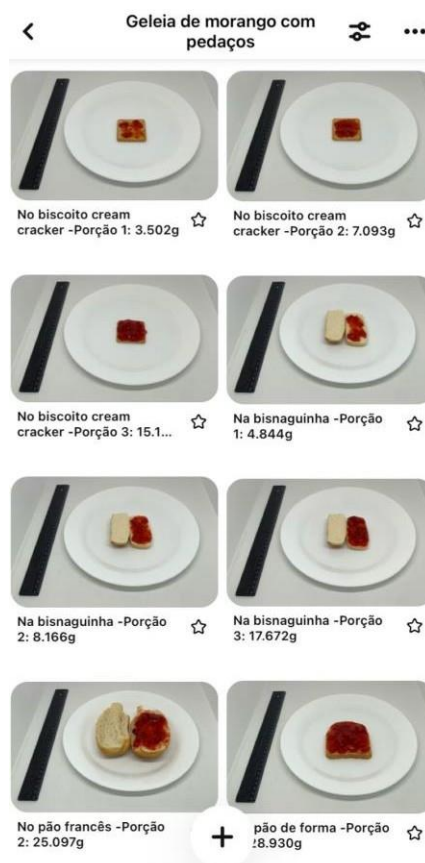 Geleia de morango com
pedaços
No biscoito cream
cracker -Porção 1: 3.502g
No biscoito cream
cracker -Porção 2: 7.093g
No biscoito cream
cracker -Porção 3: 15.1...
Na bisnaguinha -Porção
1: 4.844g
Na bisnaguinha -Porção
2: 8.166g
Na bisnaguinha -Porção
3: 17.672g
No pão francês -Porção
2: 25.097g
pão de forma -Porção
28.930g